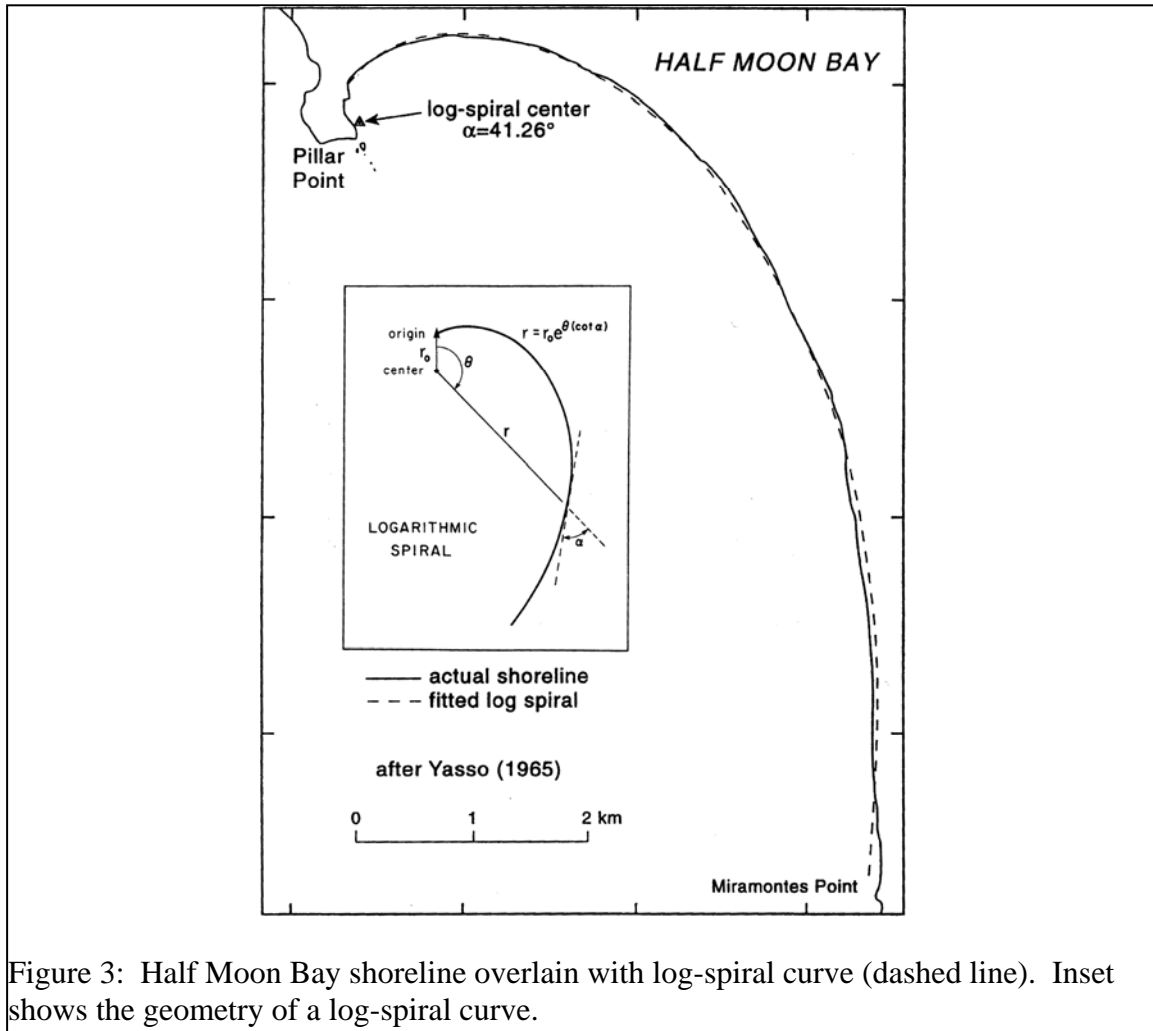 HALF MOON BAY
log-spiral center
α=41.26°
Pillar
Point
origin
r = r₀e^θ(cot α)
r₀
θ
center
r
LOGARITHMIC
SPIRAL
α
actual shoreline
fitted log spiral
after Yasso (1965)
0 1 2 km
Miramontes Point
Figure 3: Half Moon Bay shoreline overlain with log-spiral curve (dashed line). Inset
shows the geometry of a log-spiral curve.